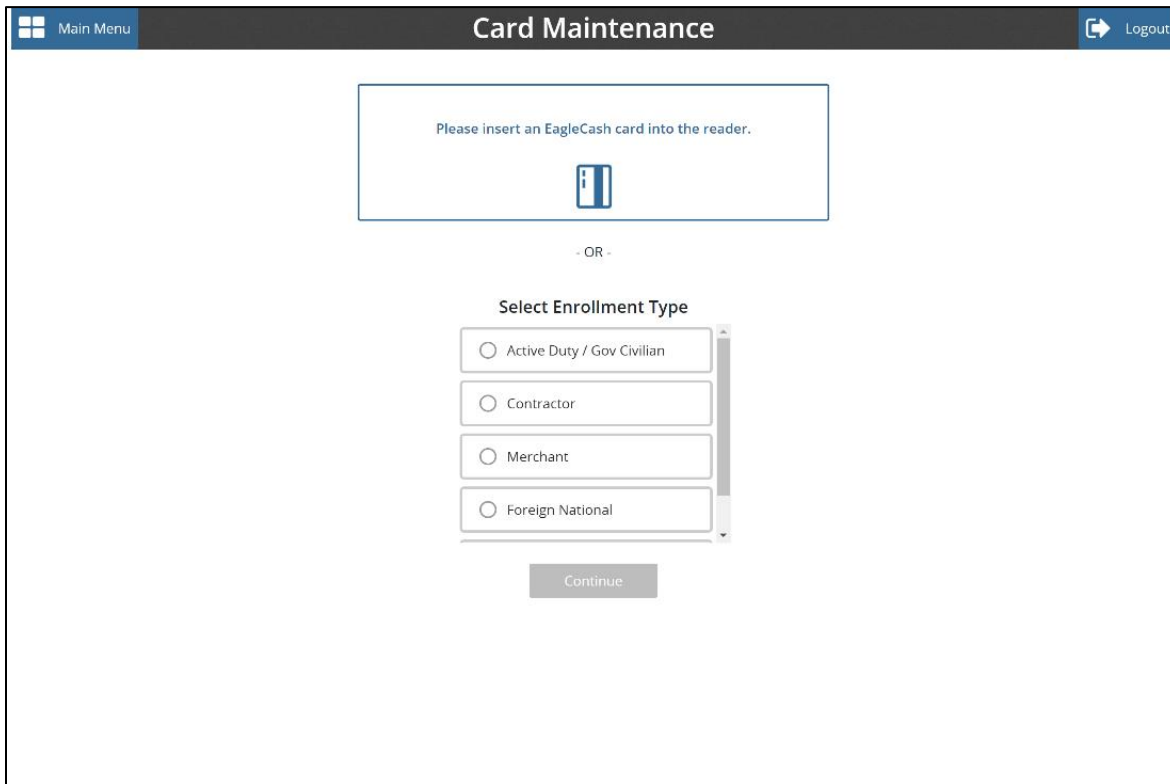 Main Menu
Card Maintenance
Logout
Please insert an EagleCash card into the reader.
- OR -
Select Enrollment Type
Active Duty / Gov Civilian
Contractor
Merchant
Foreign National
Continue